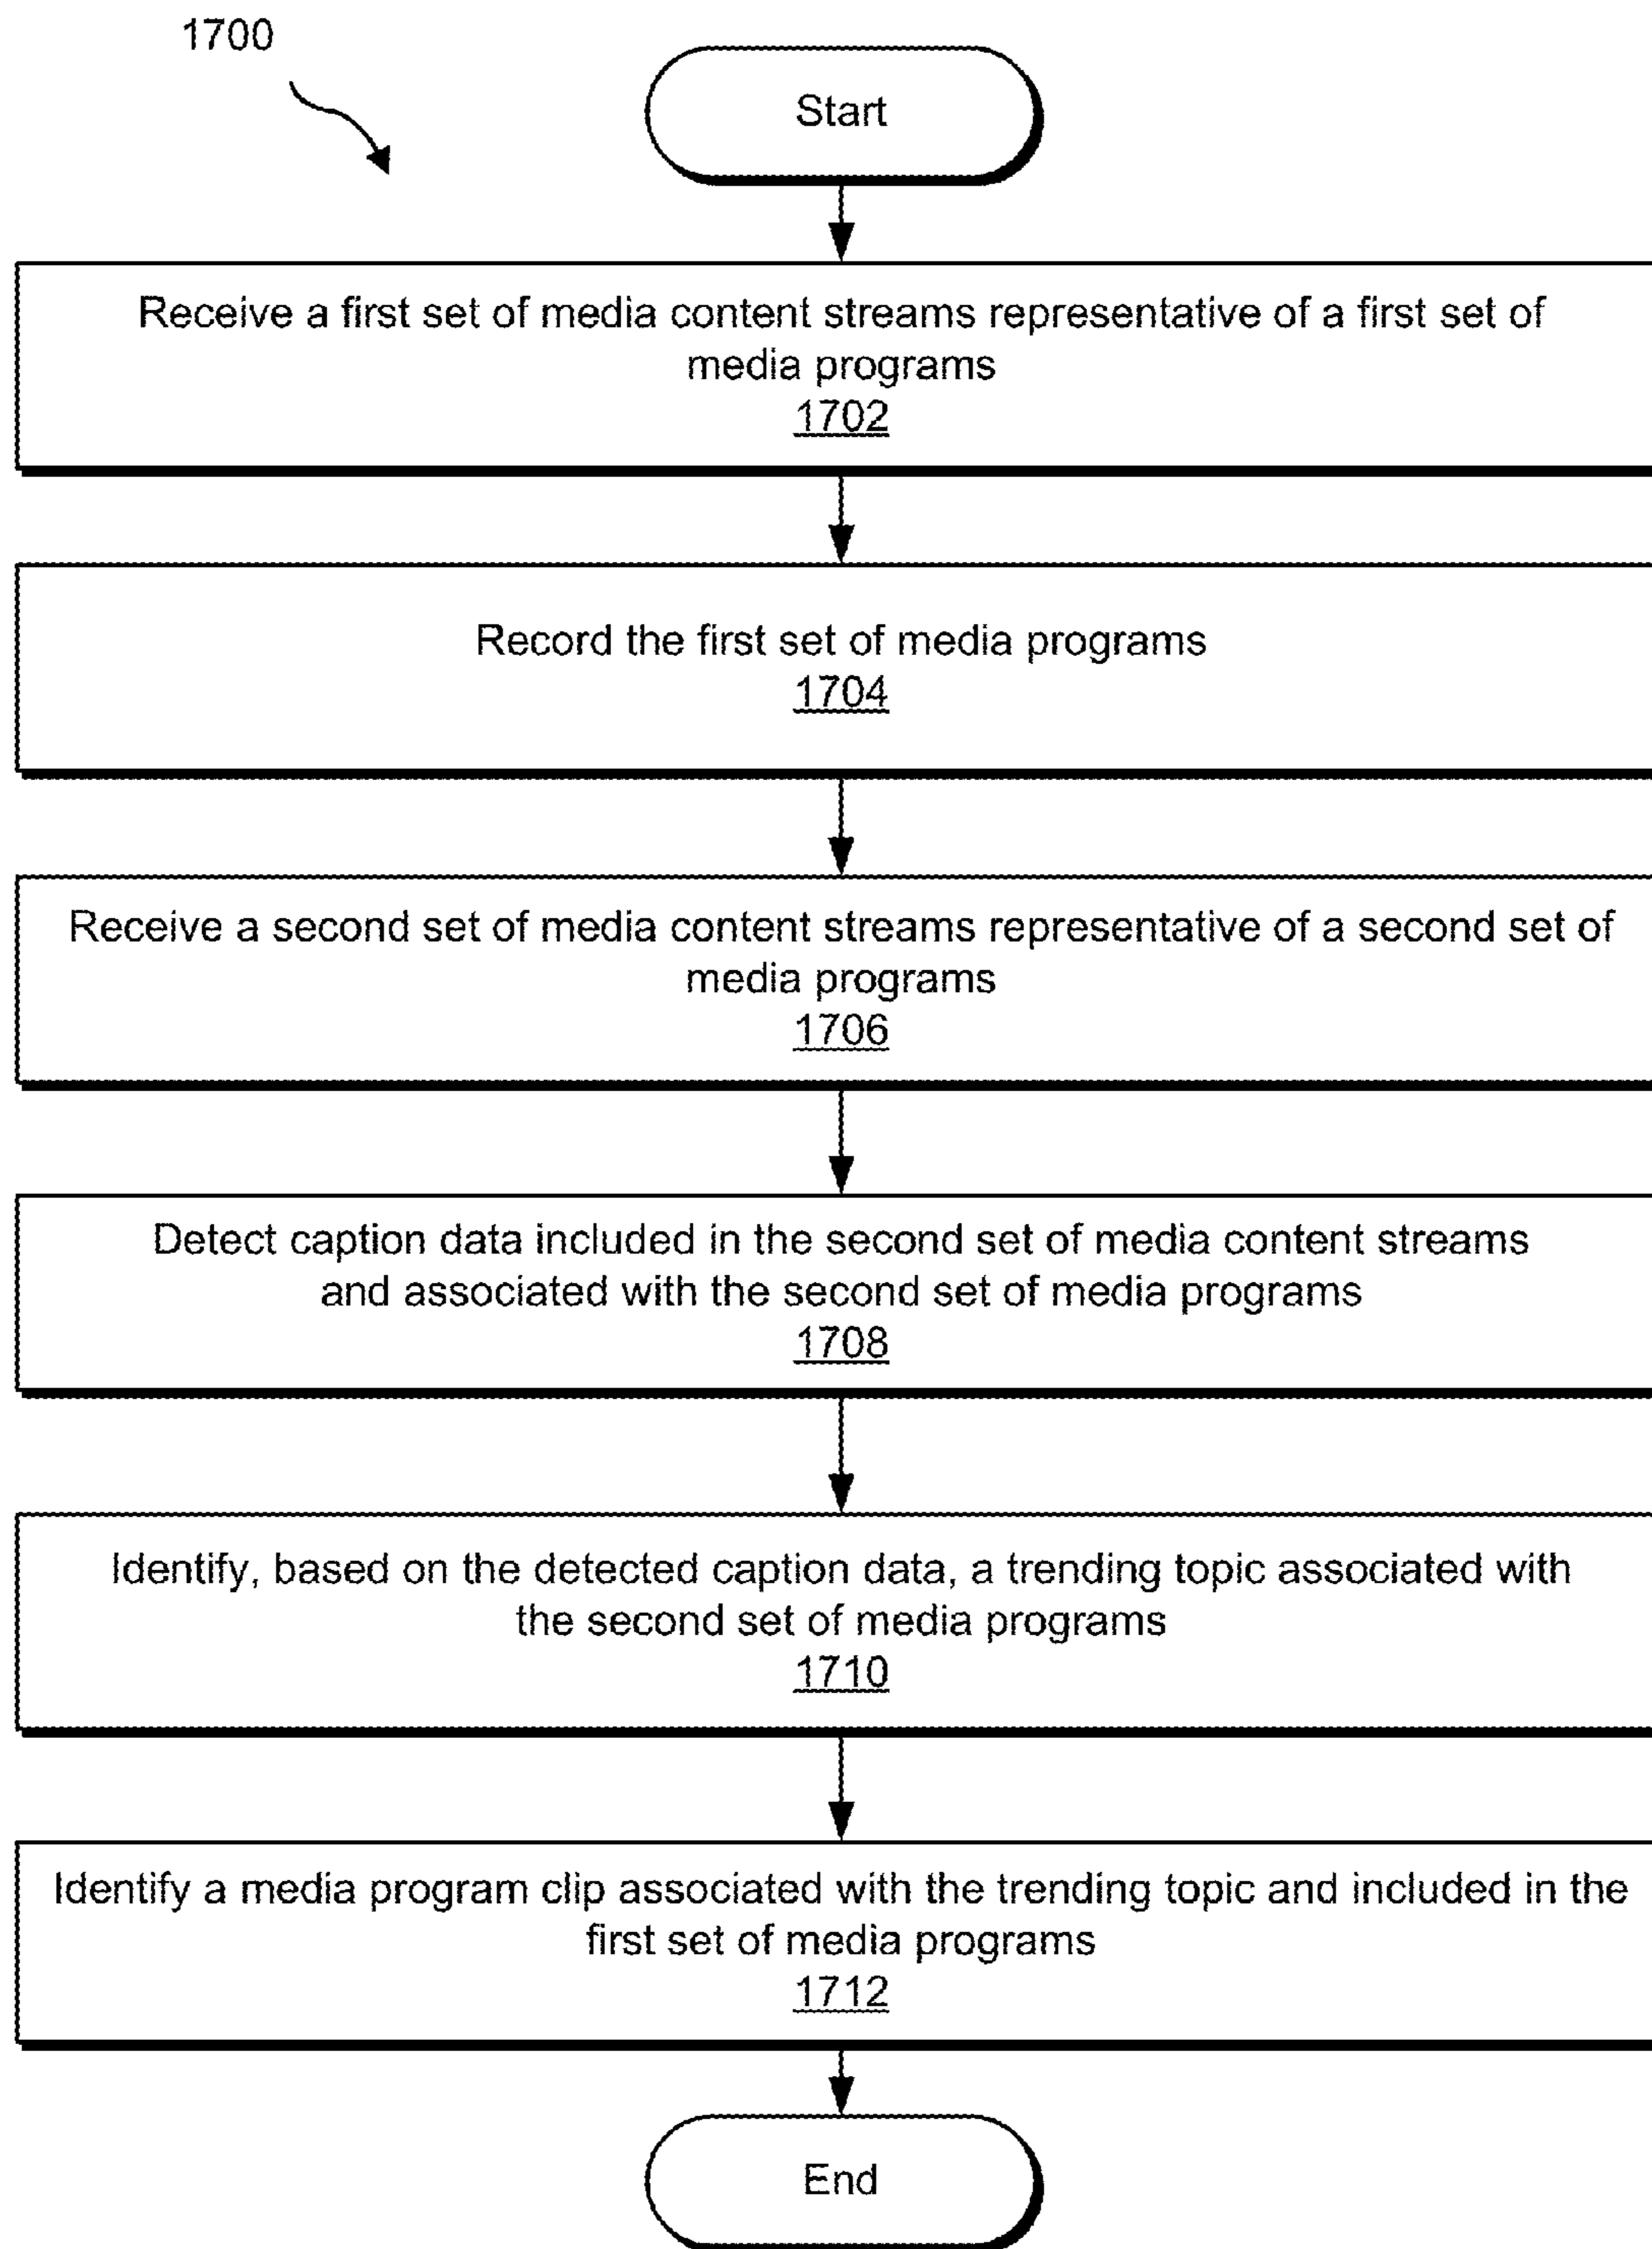 1700
Start
Receive a first set of media content streams representative of a first set of
media programs
1702
Record the first set of media programs
1704
Receive a second set of media content streams representative of a second set of
media programs
1706
Detect caption data included in the second set of media content streams
and associated with the second set of media programs
1708
Identify, based on the detected caption data, a trending topic associated with
the second set of media programs
1710
Identify a media program clip associated with the trending topic and included in the
first set of media programs
1712
End